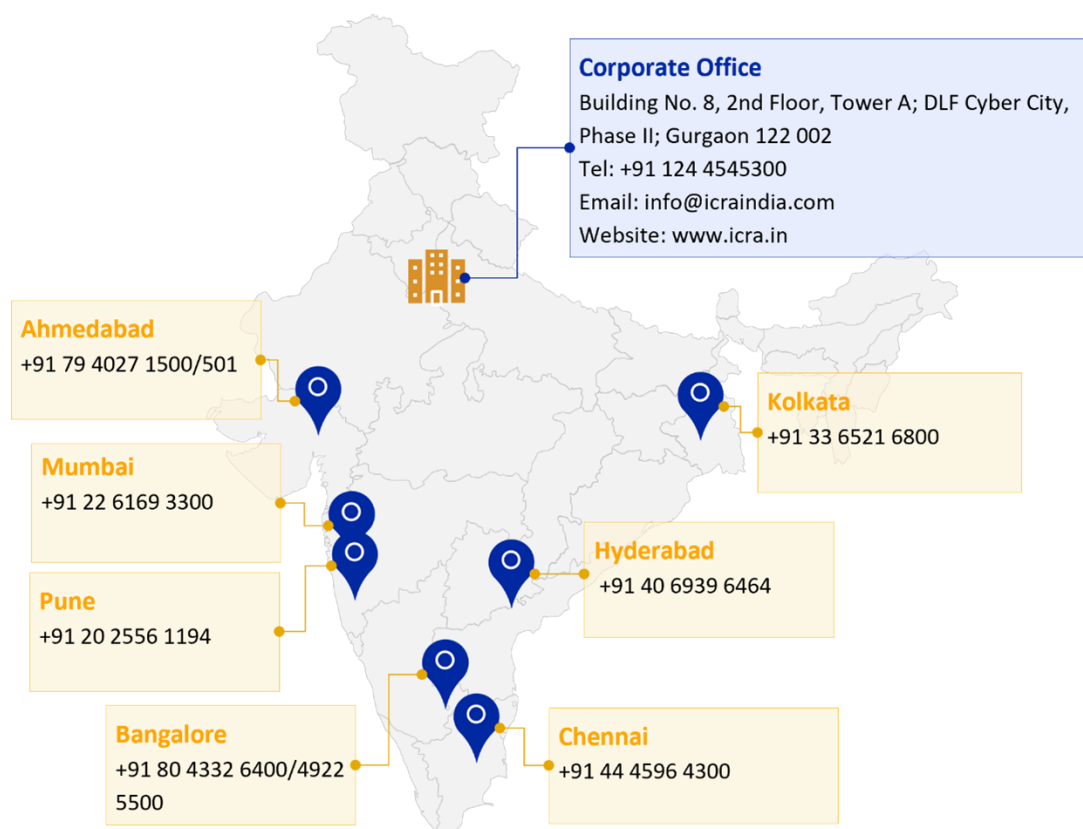 Corporate Office
Building No. 8, 2nd Floor, Tower A; DLF Cyber City,
Phase II; Gurgaon 122 002
Tel: +91 124 4545300
Email: info@icraindia.com
Website: www.icra.in
Ahmedabad
+91 79 4027 1500/501
Kolkata
+91 33 6521 6800
Mumbai
+91 22 6169 3300
Hyderabad
+91 40 6939 6464
Pune
+91 20 2556 1194
Bangalore
+91 80 4332 6400/4922
5500
Chennai
+91 44 4596 4300